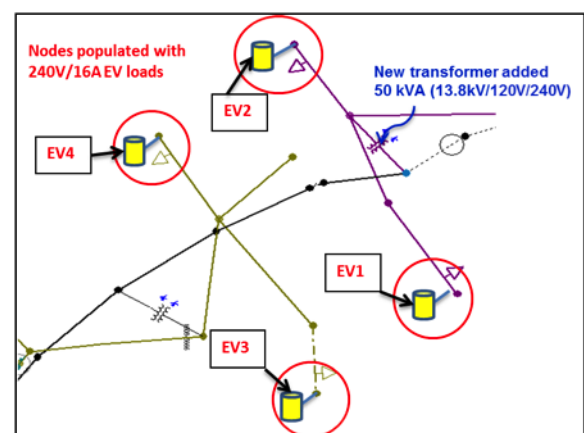 Nodes populated with
240V/16A EV loads
EV2
New transformer added
50 kVA (13.8kV/120V/240V)
EV4
EV1
EV3